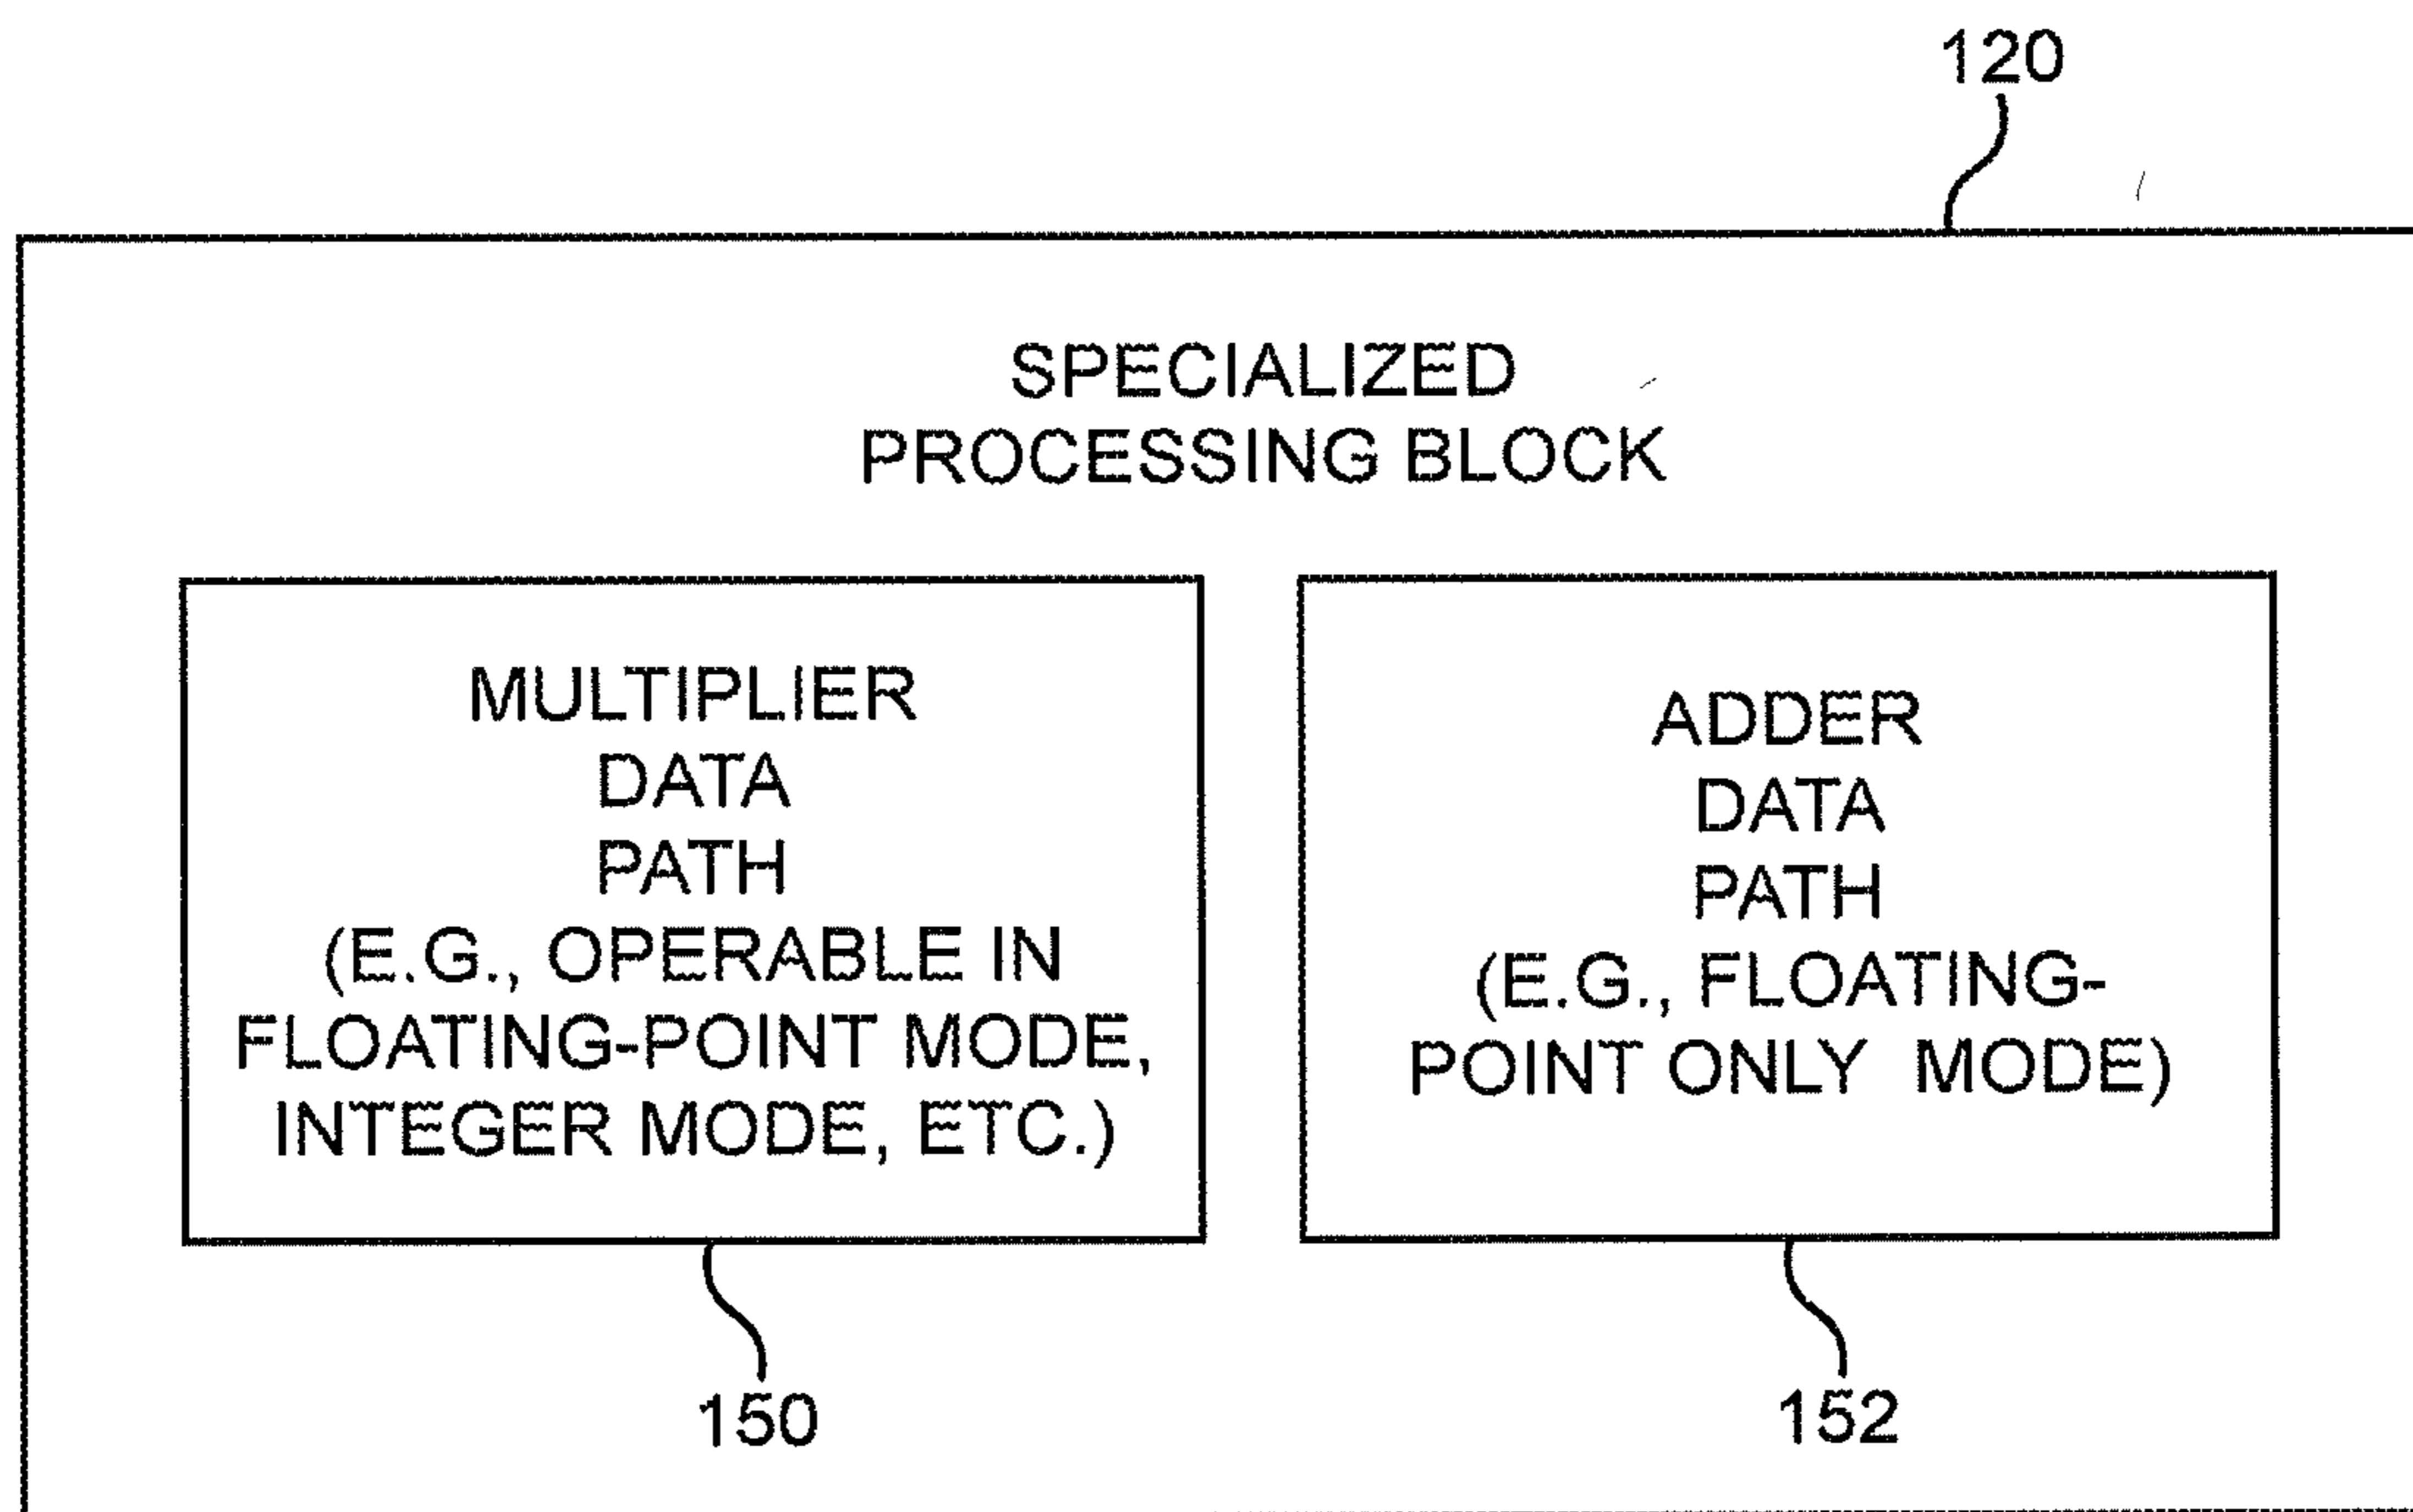 120
SPECIALIZED
PROCESSING BLOCK
MULTIPLIER
DATA
PATH
(E.G., OPERABLE IN
FLOATING-POINT MODE,
INTEGER MODE, ETC.)
150
ADDER
DATA
PATH
(E.G., FLOATING-
POINT ONLY MODE)
152